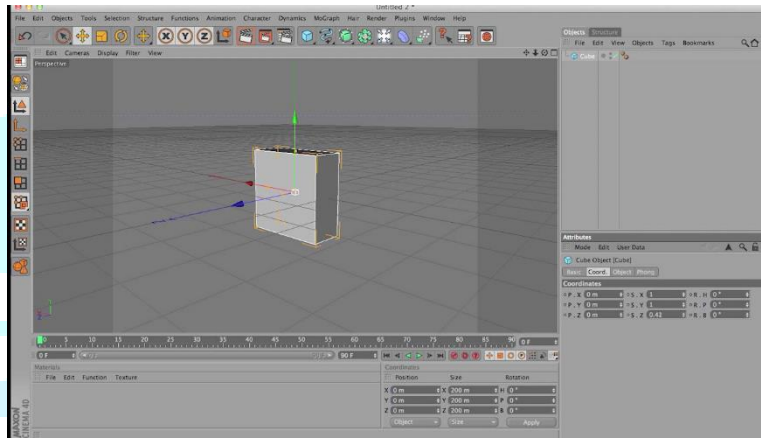 Untitled 2 *
File Edit Objects Tools Selection Structure Functions Animation Character Dynamics MoGraph Hair Render Plugins Window Help
Objects Structure
File Edit View Objects Tags Bookmarks
Edit Cameras Display Filter View
Perspective
Cube
X Y Z
Attributes
Mode Edit User Data
Cube Object [Cube]
Basic Coord. Object Phong
Coordinates
P . X 0 m S . X 1 R . H 0 °
P . Y 0 m S . Y 1 R . P 0 °
P . Z 0 m S . Z 0.42 R . B 0 °
0 5 10 15 20 25 30 35 40 45 50 55 60 65 70 75 80 85 90 0 F
0 F 90 F
Materials
File Edit Function Texture
Coordinates
Position Size Rotation
X 0 m X 200 m H 0 °
Y 0 m Y 200 m P 0 °
Z 0 m Z 200 m B 0 °
Object Size Apply
MAXON
CINEMA 4D